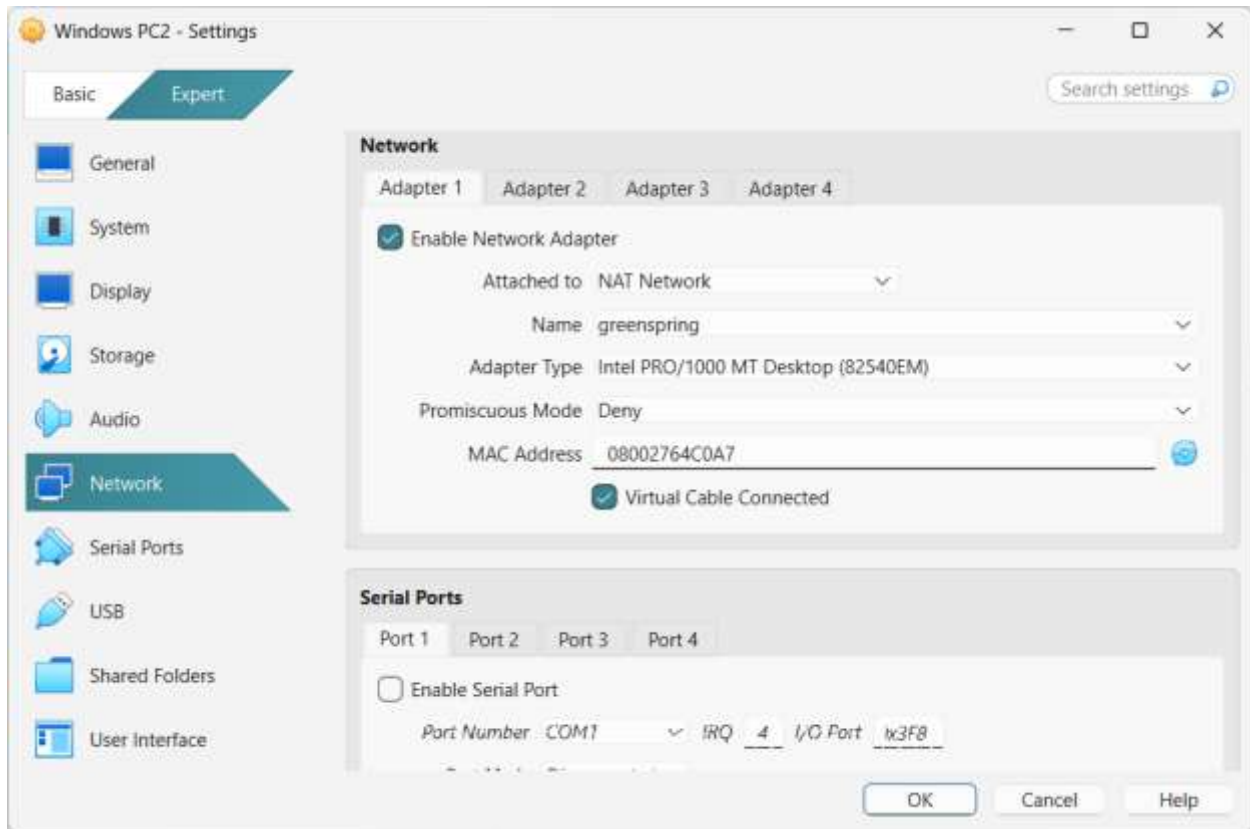 Windows PC2 - Settings
Basic
Expert
Search settings
General
System
Display
Storage
Audio
Network
Serial Ports
USB
Shared Folders
User Interface
Network
Adapter 1 Adapter 2 Adapter 3 Adapter 4
Enable Network Adapter
Attached to NAT Network
Name greenspring
Adapter Type Intel PRO/1000 MT Desktop (82540EM)
Promiscuous Mode Deny
MAC Address 08002764C0A7
Virtual Cable Connected
Serial Ports
Port 1 Port 2 Port 3 Port 4
Enable Serial Port
Port Number COM1 IRQ 4 I/O Port
OK Cancel Help